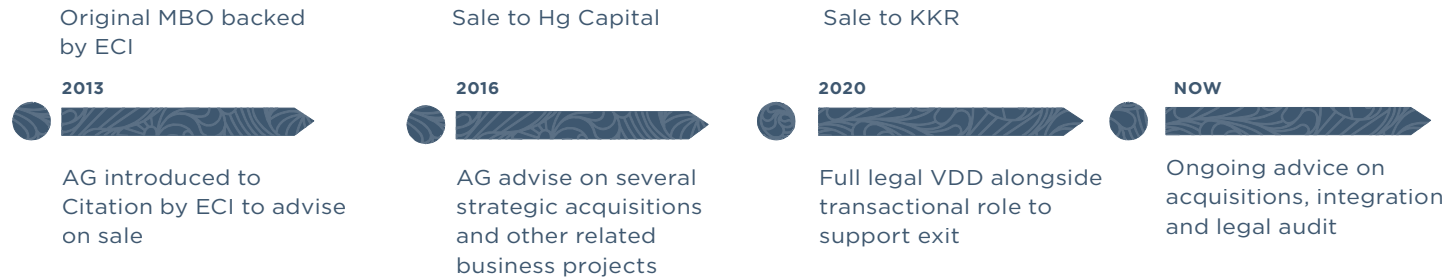 Original MBO backed
by ECI
2013
AG introduced to
Citation by ECI to advise
on sale
Sale to Hg Capital
2016
AG advise on several
strategic acquisitions
and other related
business projects
Sale to KKR
2020
Full legal VDD alongside
transactional role to
support exit
NOW
Ongoing advice on
acquisitions, integration
and legal audit